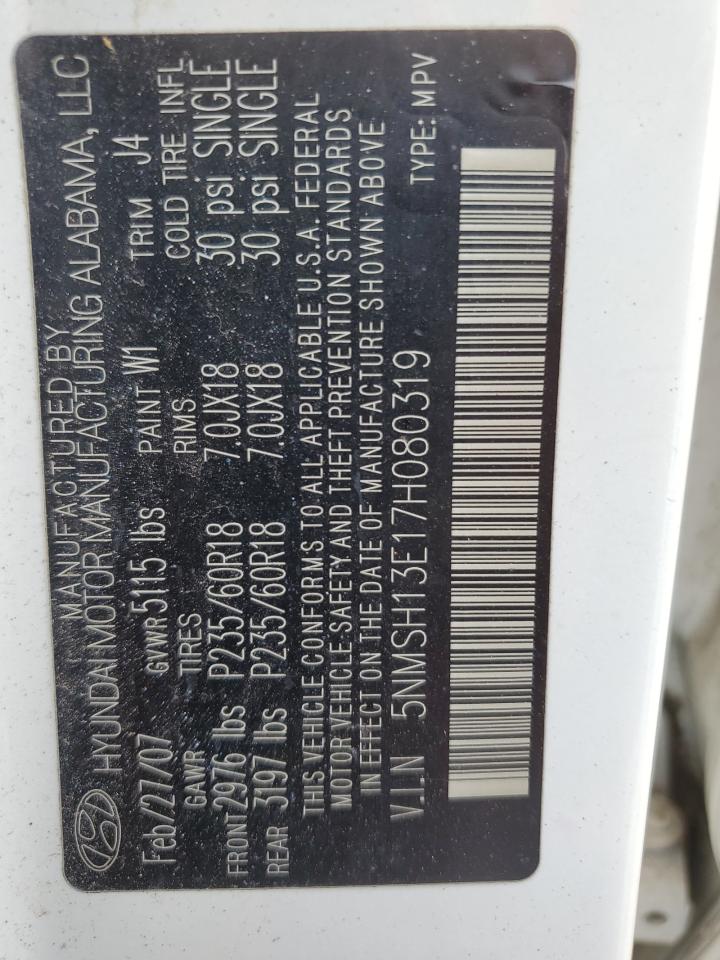 MANUFACTURED BY
HYUNDAI MOTOR MANUFACTURING ALABAMA, LLC
Feb/27/07 GVWR 5115 lbs PAINT W1 TRIM J4
GAWR TIRES RIMS COLD TIRE INFL
FRONT 2976 lbs P235/60R18 7.0JX18 30 psi SINGLE
REAR 3197 lbs P235/60R18 7.0JX18 30 psi SINGLE
THIS VEHICLE CONFORMS TO ALL APPLICABLE U.S.A. FEDERAL
MOTOR VEHICLE SAFETY AND THEFT PREVENTION STANDARDS
IN EFFECT ON THE DATE OF MANUFACTURE SHOWN ABOVE
V.I.N 5NMSH13E17H080319 TYPE: MPV